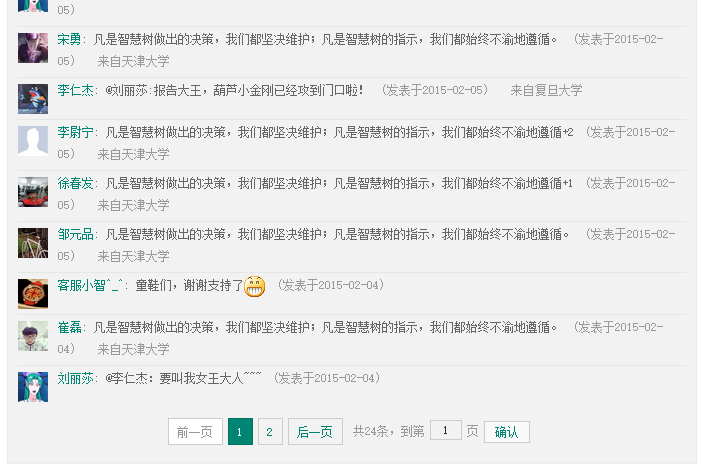 05)    来自天津大学
宋勇: 凡是智慧树做出的决策，我们都坚决维护；凡是智慧树的指示，我们都始终不渝地遵循。 (发表于2015-02-
05)    来自天津大学
李仁杰: @刘丽莎:报告大王，葫芦小金刚已经攻到门口啦! (发表于2015-02-05)    来自复旦大学
李尉宁: 凡是智慧树做出的决策，我们都坚决维护；凡是智慧树的指示，我们都始终不渝地遵循+2 (发表于2015-02-
05)    来自天津大学
徐春发: 凡是智慧树做出的决策，我们都坚决维护；凡是智慧树的指示，我们都始终不渝地遵循+1 (发表于2015-02-
05)    来自天津大学
邹元品: 凡是智慧树做出的决策，我们都坚决维护；凡是智慧树的指示，我们都始终不渝地遵循。 (发表于2015-02-
05)    来自天津大学
客服小智^_^: 童鞋们，谢谢支持了 (发表于2015-02-04)
崔磊: 凡是智慧树做出的决策，我们都坚决维护；凡是智慧树的指示，我们都始终不渝地遵循。 (发表于2015-02-
04)    来自天津大学
刘丽莎: @李仁杰: 要叫我女王大人~~~ (发表于2015-02-04)
前一页 1 2 后一页 共24条，到第 1 页 确认